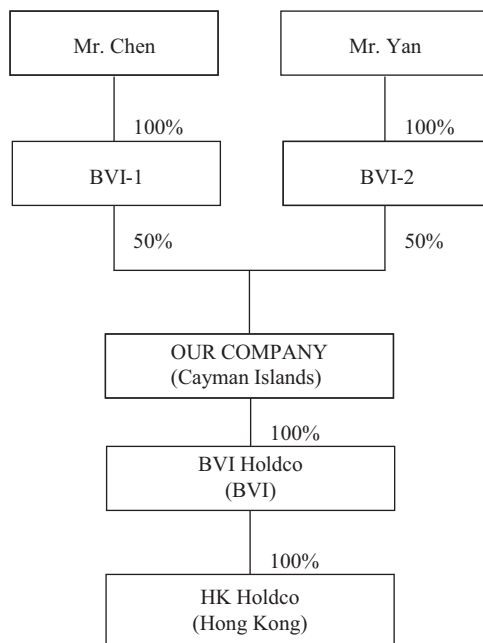 Mr. Chen
Mr. Yan
100%
100%
BVI-1
BVI-2
50%
50%
OUR COMPANY
(Cayman Islands)
100%
BVI Holdco
(BVI)
100%
HK Holdco
(Hong Kong)